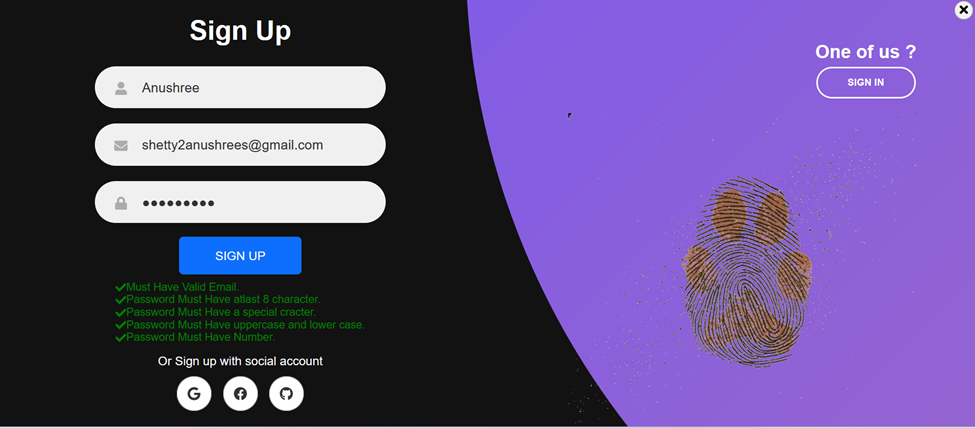 Sign Up
Anushree
shetty2anushrees@gmail.com
●●●●●●●●●
SIGN UP
Must Have Valid Email.
Password Must Have atlast 8 character.
Password Must Have a special cracter.
Password Must Have uppercase and lower case.
Password Must Have Number.
Or Sign up with social account
One of us ?
SIGN IN